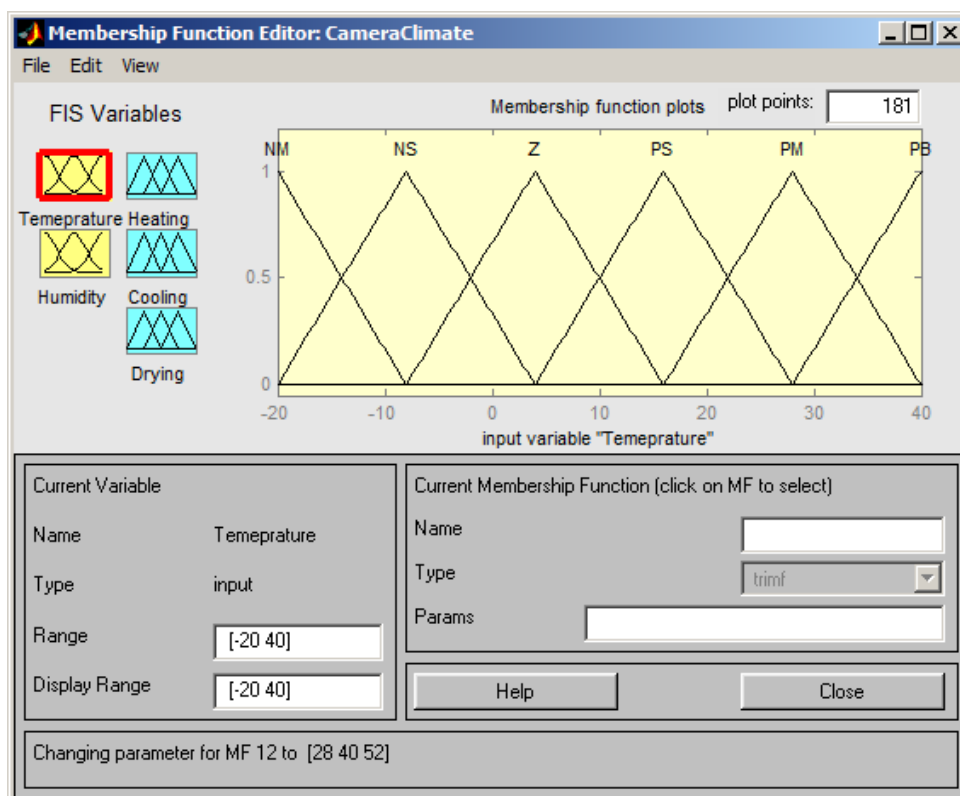 Membership Function Editor: CameraClimate
File Edit View
FIS Variables
Membership function plots plot points: 181
NM NS Z PS PM PB
1
0.5
0
-20 -10 0 10 20 30 40
input variable "Temeprature"
Temeprature Heating
Humidity Cooling
Drying
Current Variable
Name Temeprature
Type input
Range [-20 40]
Display Range [-20 40]
Current Membership Function (click on MF to select)
Name
Type trimf
Params
Help Close
Changing parameter for MF 12 to [28 40 52]